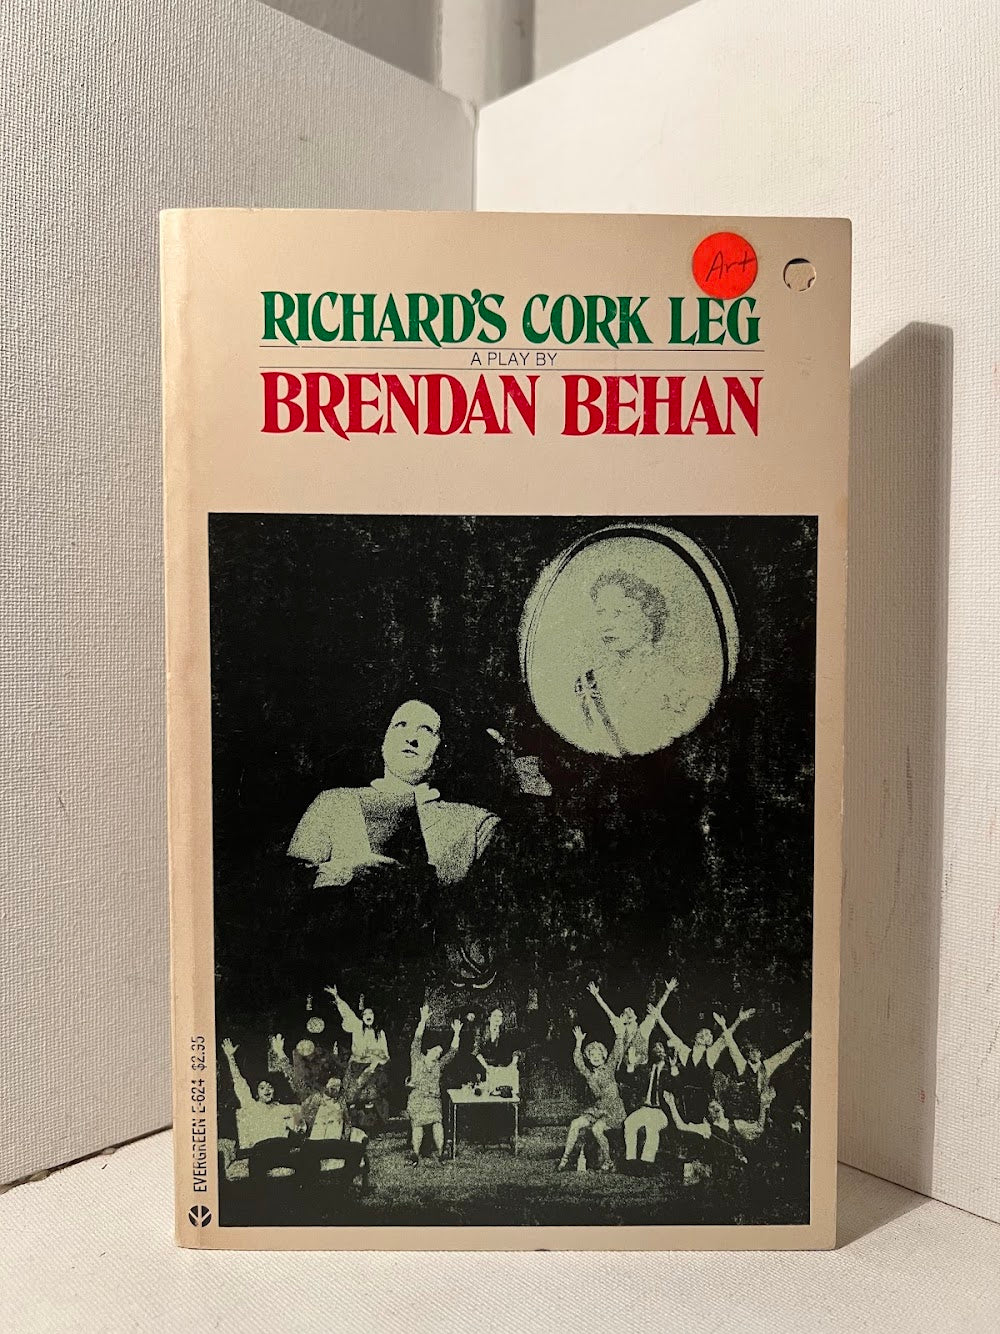 Art
RICHARD'S CORK LEG
A PLAY BY
BRENDAN BEHAN
EVERGREEN E-624 $2.95